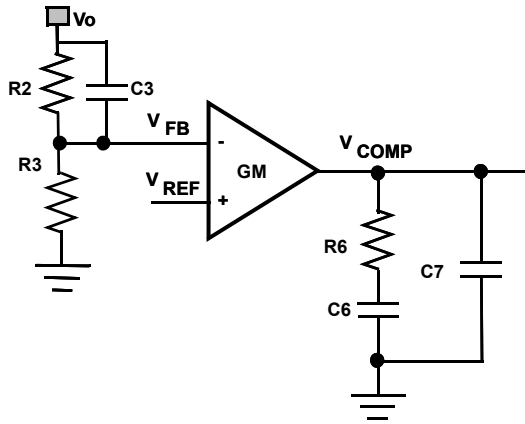 Vo
R2
C3
V FB
-
GM
V COMP
V REF
+
R3
R6
C7
C6